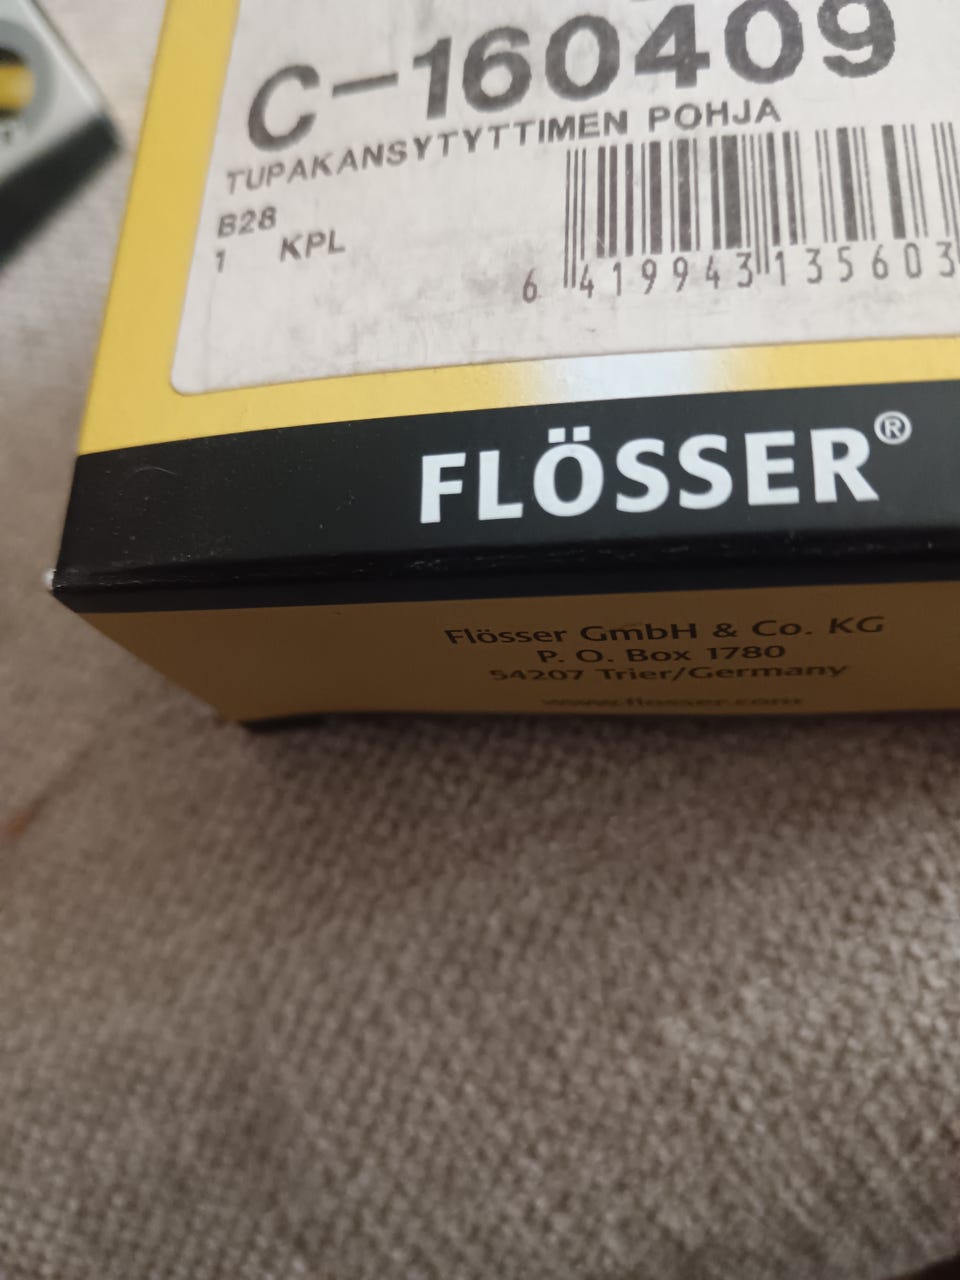 C-160409
TUPAKANSYTYTTIMEN POHJA
B28
1 KPL
6 419943 135603
FLÖSSER®
Flösser GmbH & Co. KG
P. O. Box 1780
54207 Trier/Germany
www.flosser.com